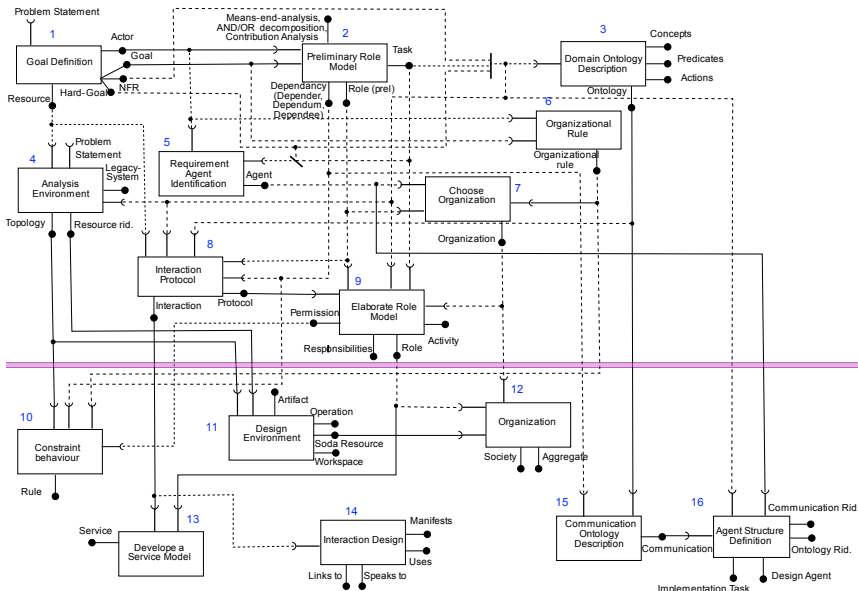 Problem Statement
1
Goal Definition
Actor
Goal
Hard-Goal
NFR
Resource
Means-end-analysis,
AND/OR decomposition,
Contribution Analysis
2
Preliminary Role
Model
Task
Dependancy
(Depender,
Dependum,
Dependee)
Role (prel)
3
Domain Ontology
Description
Concepts
Predicates
Actions
Ontology
4
Problem
Statement
Analysis
Environment
Legacy-
System
Topology
Resource rid.
5
Requirement
Agent
Identification
Agent
6
Organizational
Rule
Organizational
rule
7
Choose
Organization
Organization
8
Interaction
Protocol
Interaction
Protocol
9
Elaborate Role
Model
Permission
Activity
Responsibilities
Role
10
Constraint
behaviour
Rule
11
Artifact
Design
Environment
Operation
Soda Resource
Workspace
12
Organization
Society
Aggregate
13
Service
Develope a
Service Model
14
Interaction Design
Manifests
Uses
Links to
Speaks to
15
Communication
Ontology
Description
Communication
16
Agent Structure
Definition
Communication Rid.
Ontology Rid.
Implementation Task
Design Agent